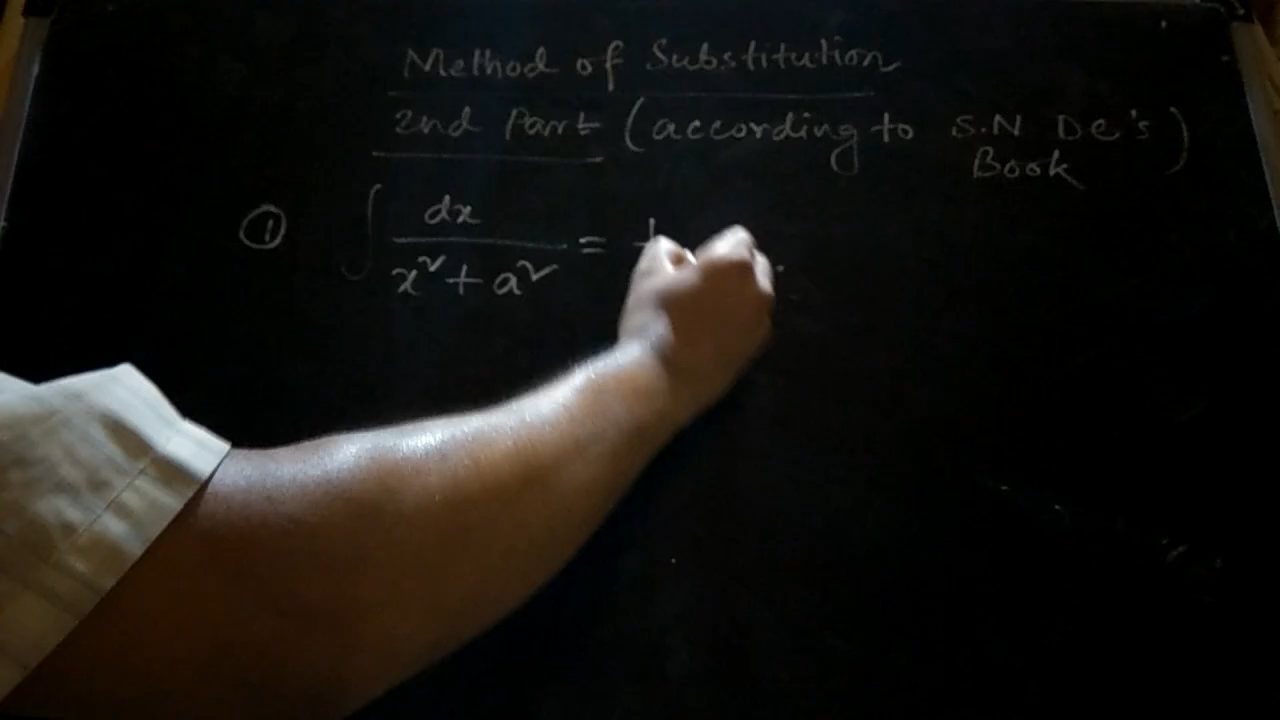 Method of Substitution
2nd Part (according to S.N De's Book)
① ∫ dx / x² + a² =